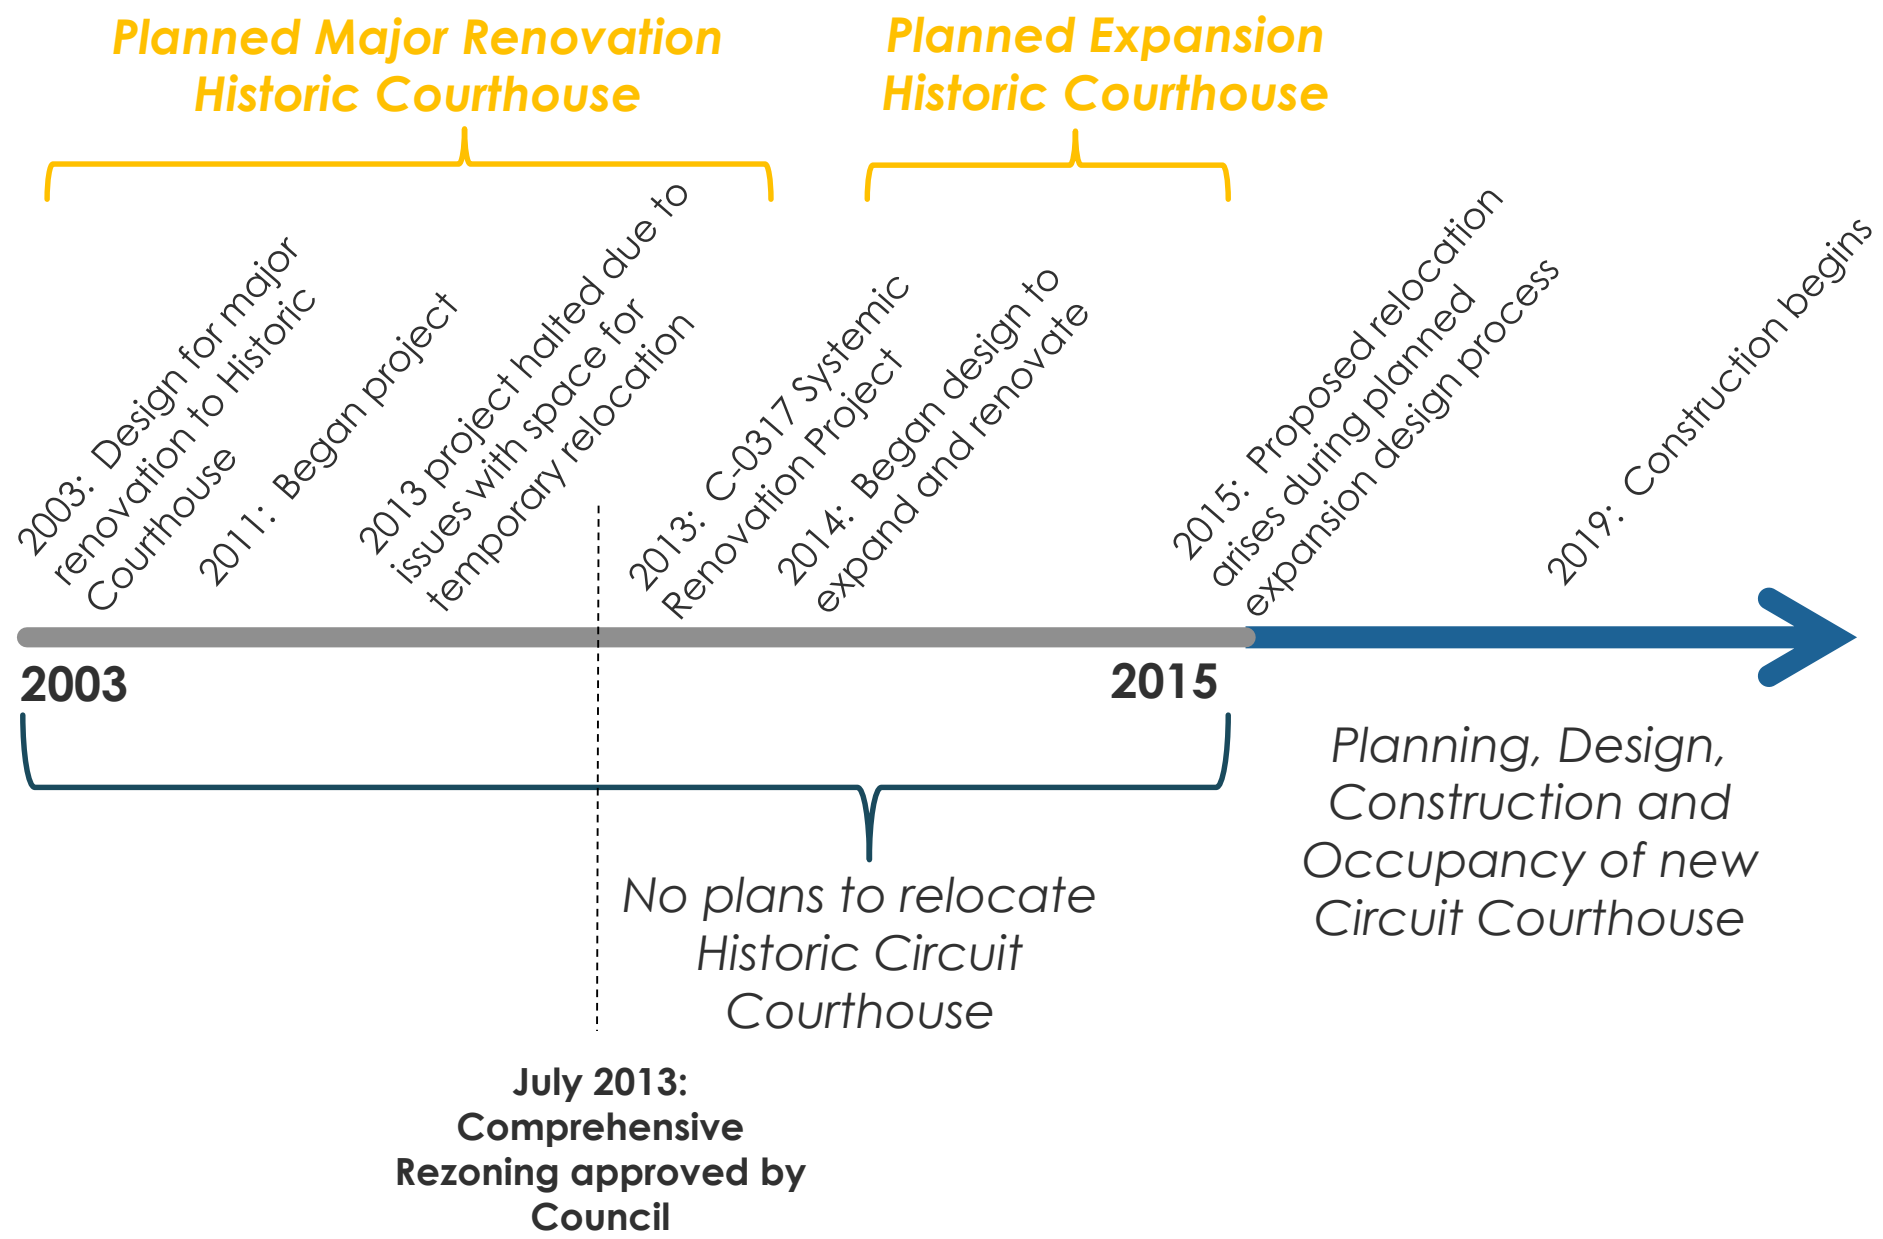 Planned Major Renovation
Historic Courthouse
Planned Expansion
Historic Courthouse
2003:  Design for major
renovation to Historic
Courthouse
2011:  Began project
2013 project halted due to
issues with space for
temporary relocation
2013:  C-0317 Systemic
Renovation Project
2014:  Began design to
expand and renovate
2015:  Proposed relocation
arises during planned
expansion design process
2019:  Construction begins
2003
2015
No plans to relocate
Historic Circuit
Courthouse
Planning, Design,
Construction and
Occupancy of new
Circuit Courthouse
July 2013:
Comprehensive
Rezoning approved by
Council